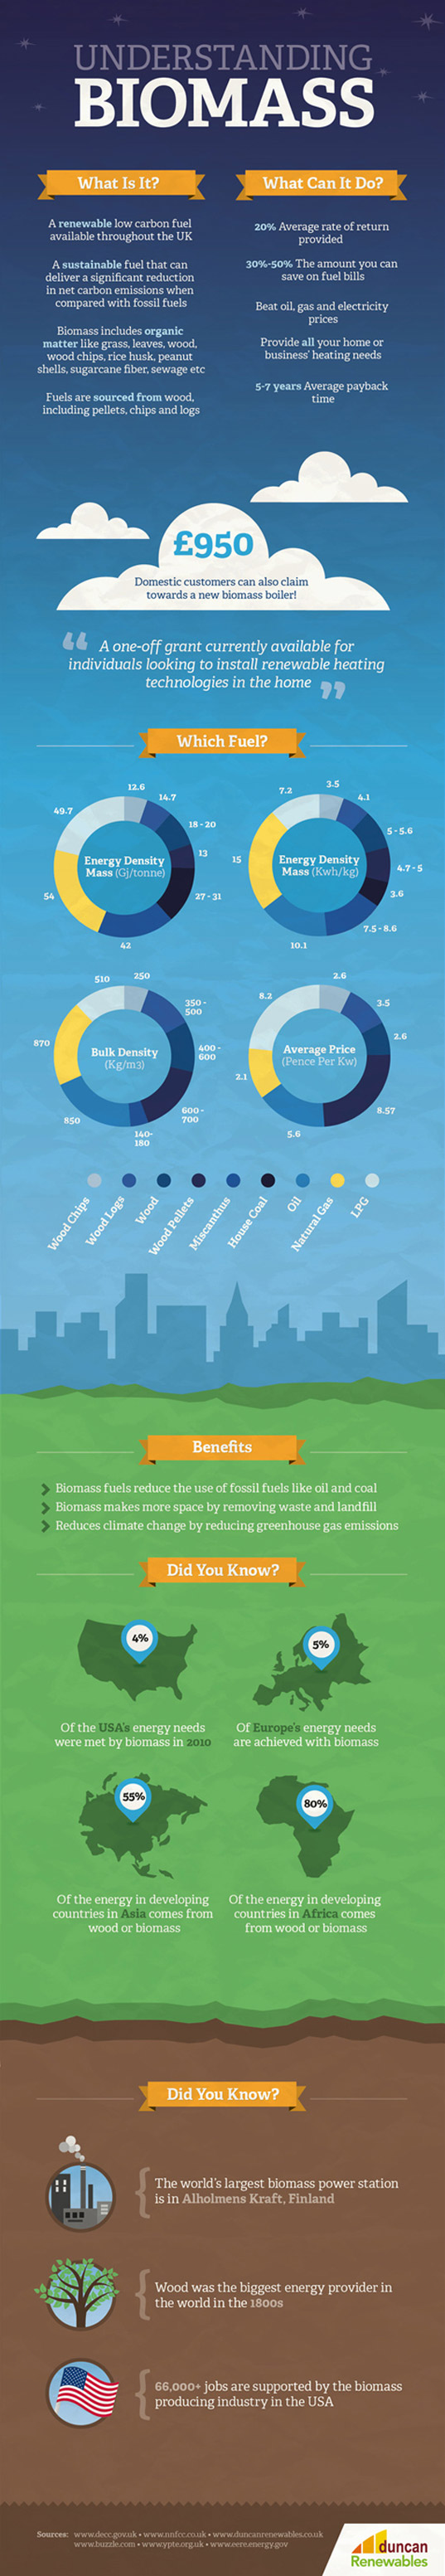 UNDERSTANDING
BIOMASS
What Is It?
A renewable low carbon fuel
available throughout the UK
A sustainable fuel that can
deliver a significant reduction
in net carbon emissions when
compared with fossil fuels
Biomass includes organic
matter like grass, leaves, wood,
wood chips, rice husk, peanut
shells, sugarcane fiber, sewage etc
Fuels are sourced from wood,
including pellets, chips and logs
What Can It Do?
20% Average rate of return
provided
30%-50% The amount you can
save on fuel bills
Beat oil, gas and electricity
prices
Provide all your home or
business' heating needs
5-7 years Average payback
time
£950
Domestic customers can also claim
towards a new biomass boiler!
“ A one-off grant currently available for
individuals looking to install renewable heating
technologies in the home ”
Which Fuel?
Energy Density
Mass (Gj/tonne)
12.6
14.7
18 - 20
13
27 - 31
42
54
49.7
Energy Density
Mass (Kwh/kg)
3.5
4.1
5 - 5.6
4.7 - 5
3.6
7.5 - 8.6
10.1
15
7.2
Bulk Density
(Kg/m3)
250
350 -
500
400 -
600
600 -
700
140-
180
850
870
510
Average Price
(Pence Per Kw)
2.6
3.5
2.6
8.57
5.6
2.1
8.2
Wood Chips
Wood Logs
Wood
Wood Pellets
Miscanthus
House Coal
Oil
Natural Gas
LPG
Benefits
Biomass fuels reduce the use of fossil fuels like oil and coal
Biomass makes more space by removing waste and landfill
Reduces climate change by reducing greenhouse gas emissions
Did You Know?
4%
Of the USA's energy needs
were met by biomass in 2010
5%
Of Europe's energy needs
are achieved with biomass
55%
Of the energy in developing
countries in Asia comes from
wood or biomass
80%
Of the energy in developing
countries in Africa comes
from wood or biomass
Did You Know?
The world's largest biomass power station
is in Alholmens Kraft, Finland
Wood was the biggest energy provider in
the world in the 1800s
66,000+ jobs are supported by the biomass
producing industry in the USA
Sources: www.decc.gov.uk • www.nnfcc.co.uk • www.duncanrenewables.co.uk
www.buzzle.com • www.ypte.org.uk • www.eere.energy.gov
duncan
Renewables